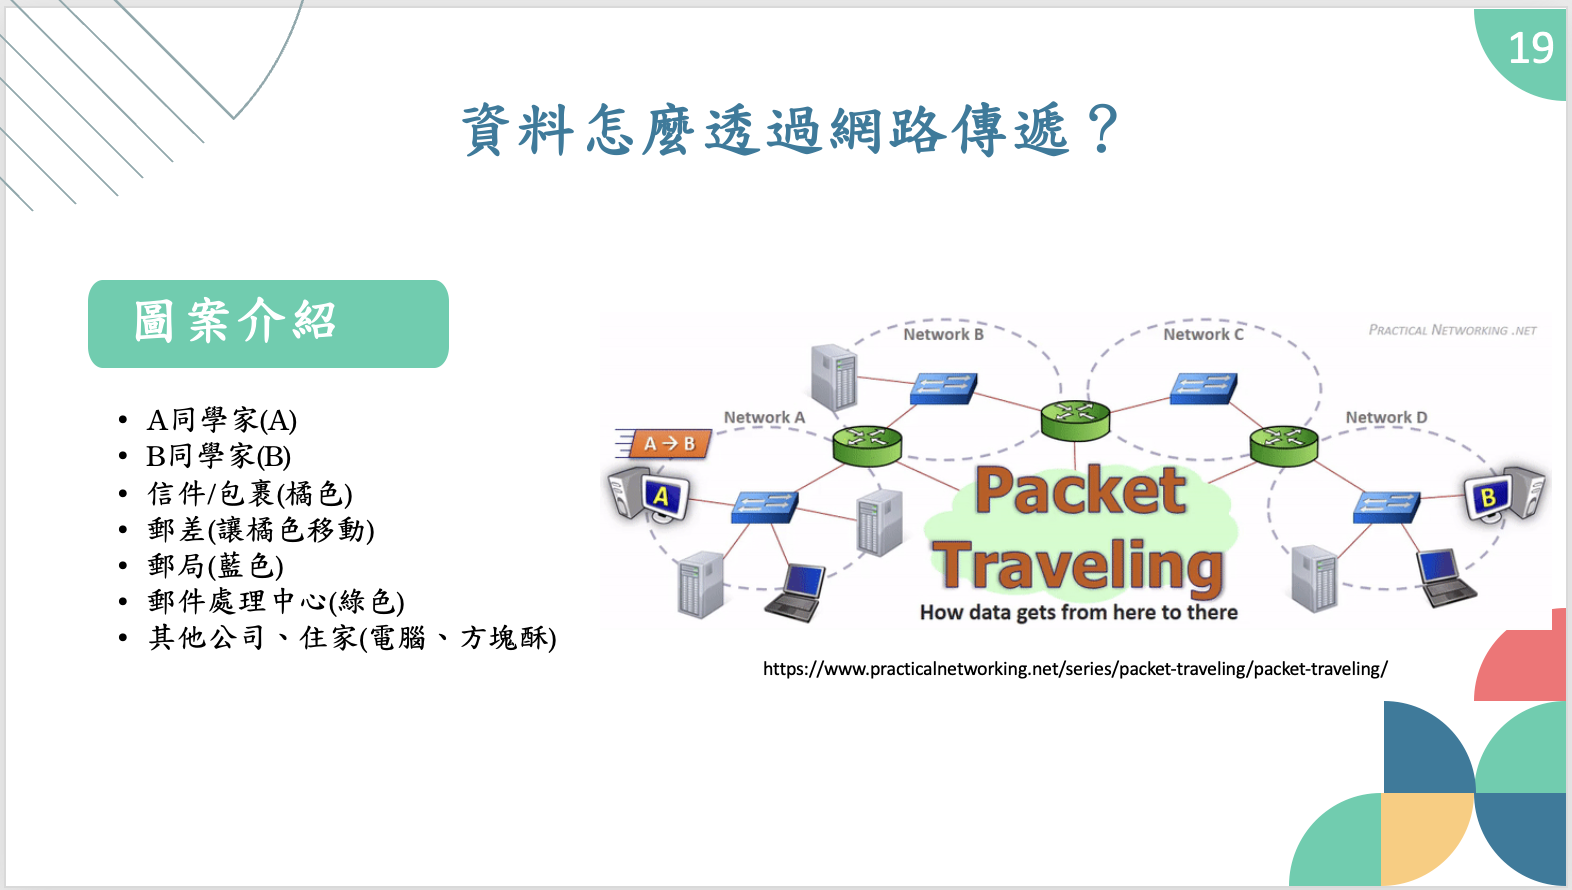 19
資料怎麼透過網路傳遞？
圖案介紹
• A同學家(A)
• B同學家(B)
• 信件/包裹(橘色)
• 郵差(讓橘色移動)
• 郵局(藍色)
• 郵件處理中心(綠色)
• 其他公司、住家(電腦、方塊酥)
PRACTICAL NETWORKING .NET
Network B
Network C
Network A
Network D
A → B
A
B
Packet
Traveling
How data gets from here to there
https://www.practicalnetworking.net/series/packet-traveling/packet-traveling/